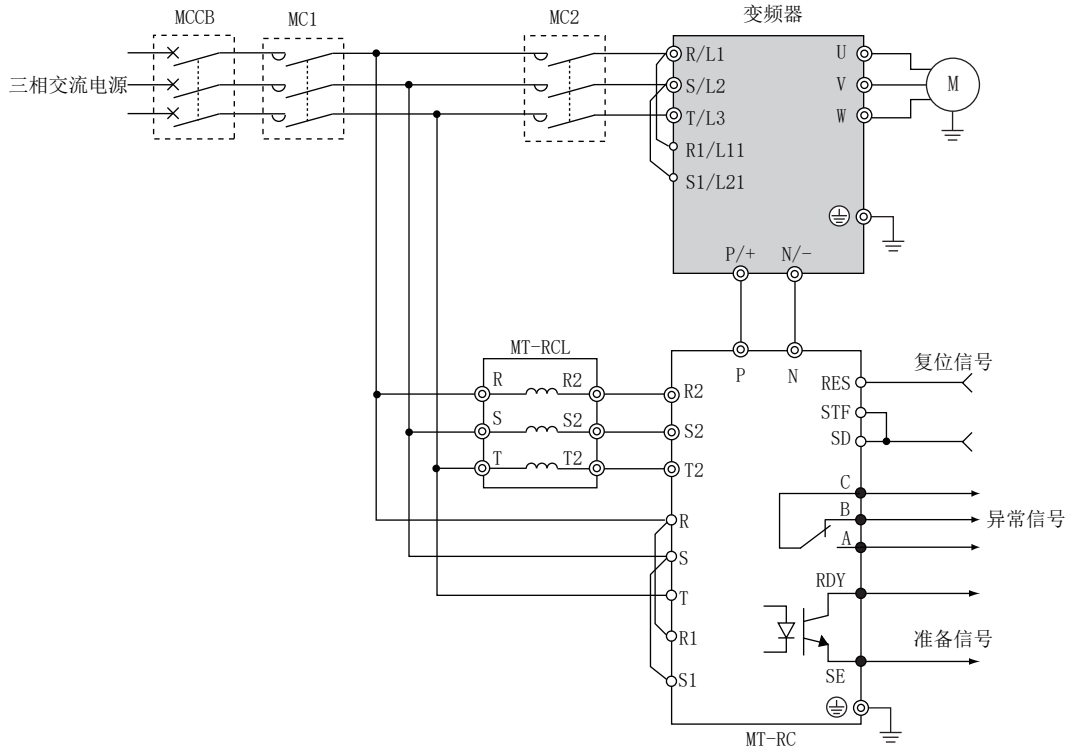 MCCB
MC1
MC2
变频器
三相交流电源
R/L1
S/L2
T/L3
R1/L11
S1/L21
U
V
W
M
P/+
N/-
MT-RCL
R
R2
S
S2
T
T2
P
N
R2
S2
T2
R
S
T
R1
S1
RES
STF
SD
C
B
A
RDY
SE
复位信号
异常信号
准备信号
MT-RC